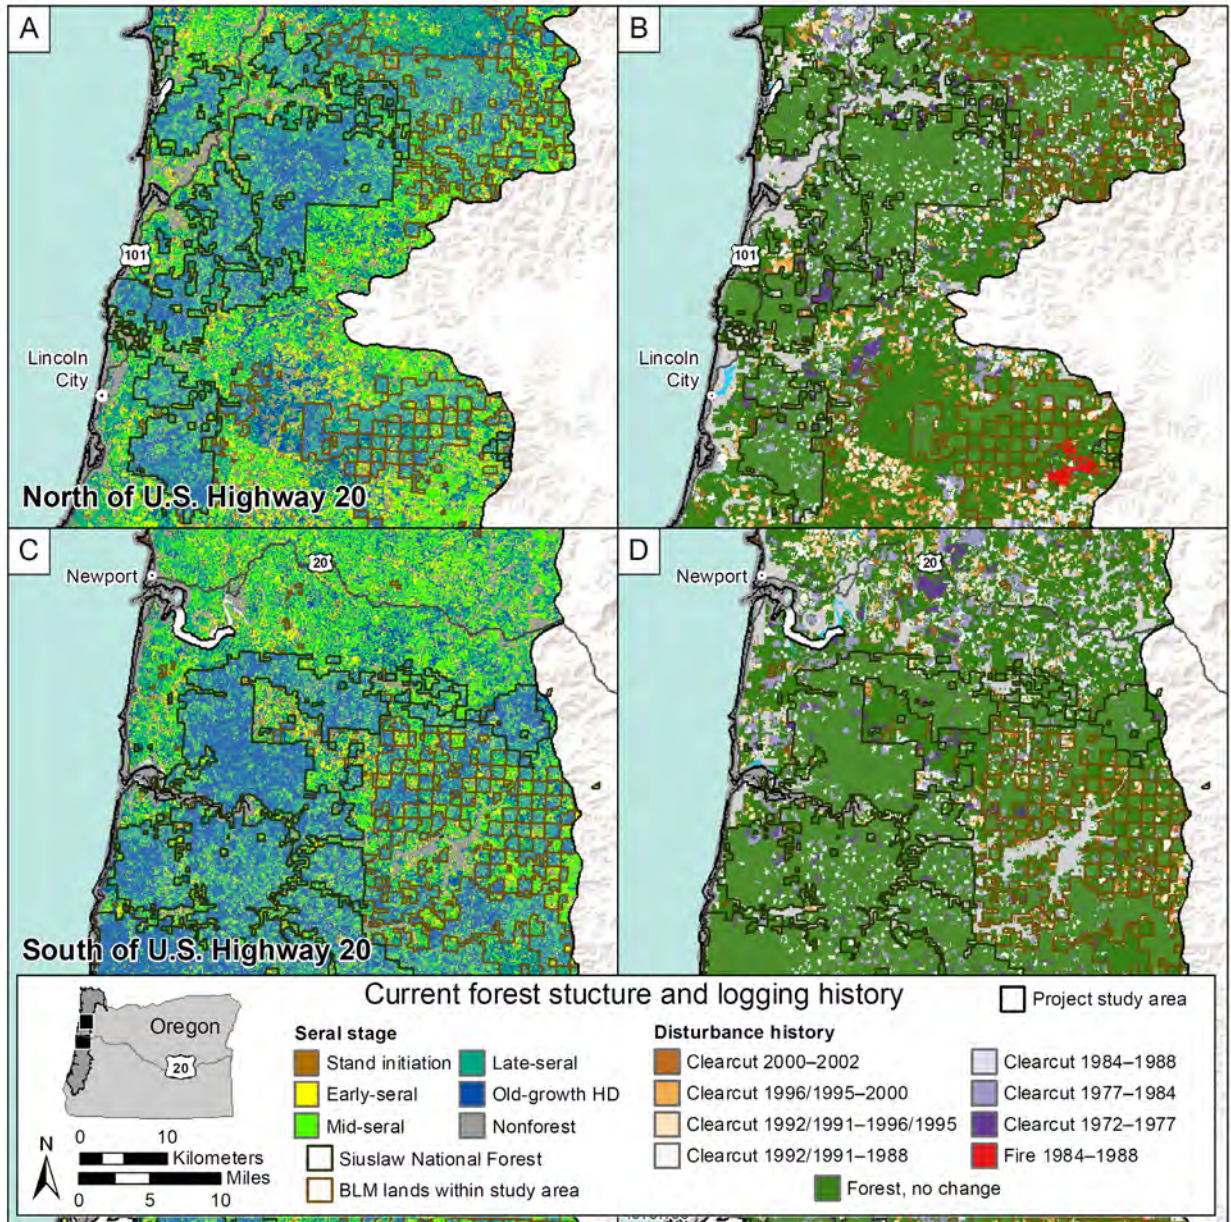 A
B
101
101
Lincoln
City
Lincoln
City
North of U.S. Highway 20
C
D
Newport
20
Newport
20
South of U.S. Highway 20
Current forest stucture and logging history
Project study area
Oregon
20
Seral stage
Stand initiation
Early-seral
Mid-seral
Late-seral
Old-growth HD
Nonforest
Siuslaw National Forest
BLM lands within study area
Disturbance history
Clearcut 2000–2002
Clearcut 1996/1995–2000
Clearcut 1992/1991–1996/1995
Clearcut 1992/1991–1988
Clearcut 1984–1988
Clearcut 1977–1984
Clearcut 1972–1977
Fire 1984–1988
Forest, no change
N
0 10
Kilometers
Miles
0 5 10